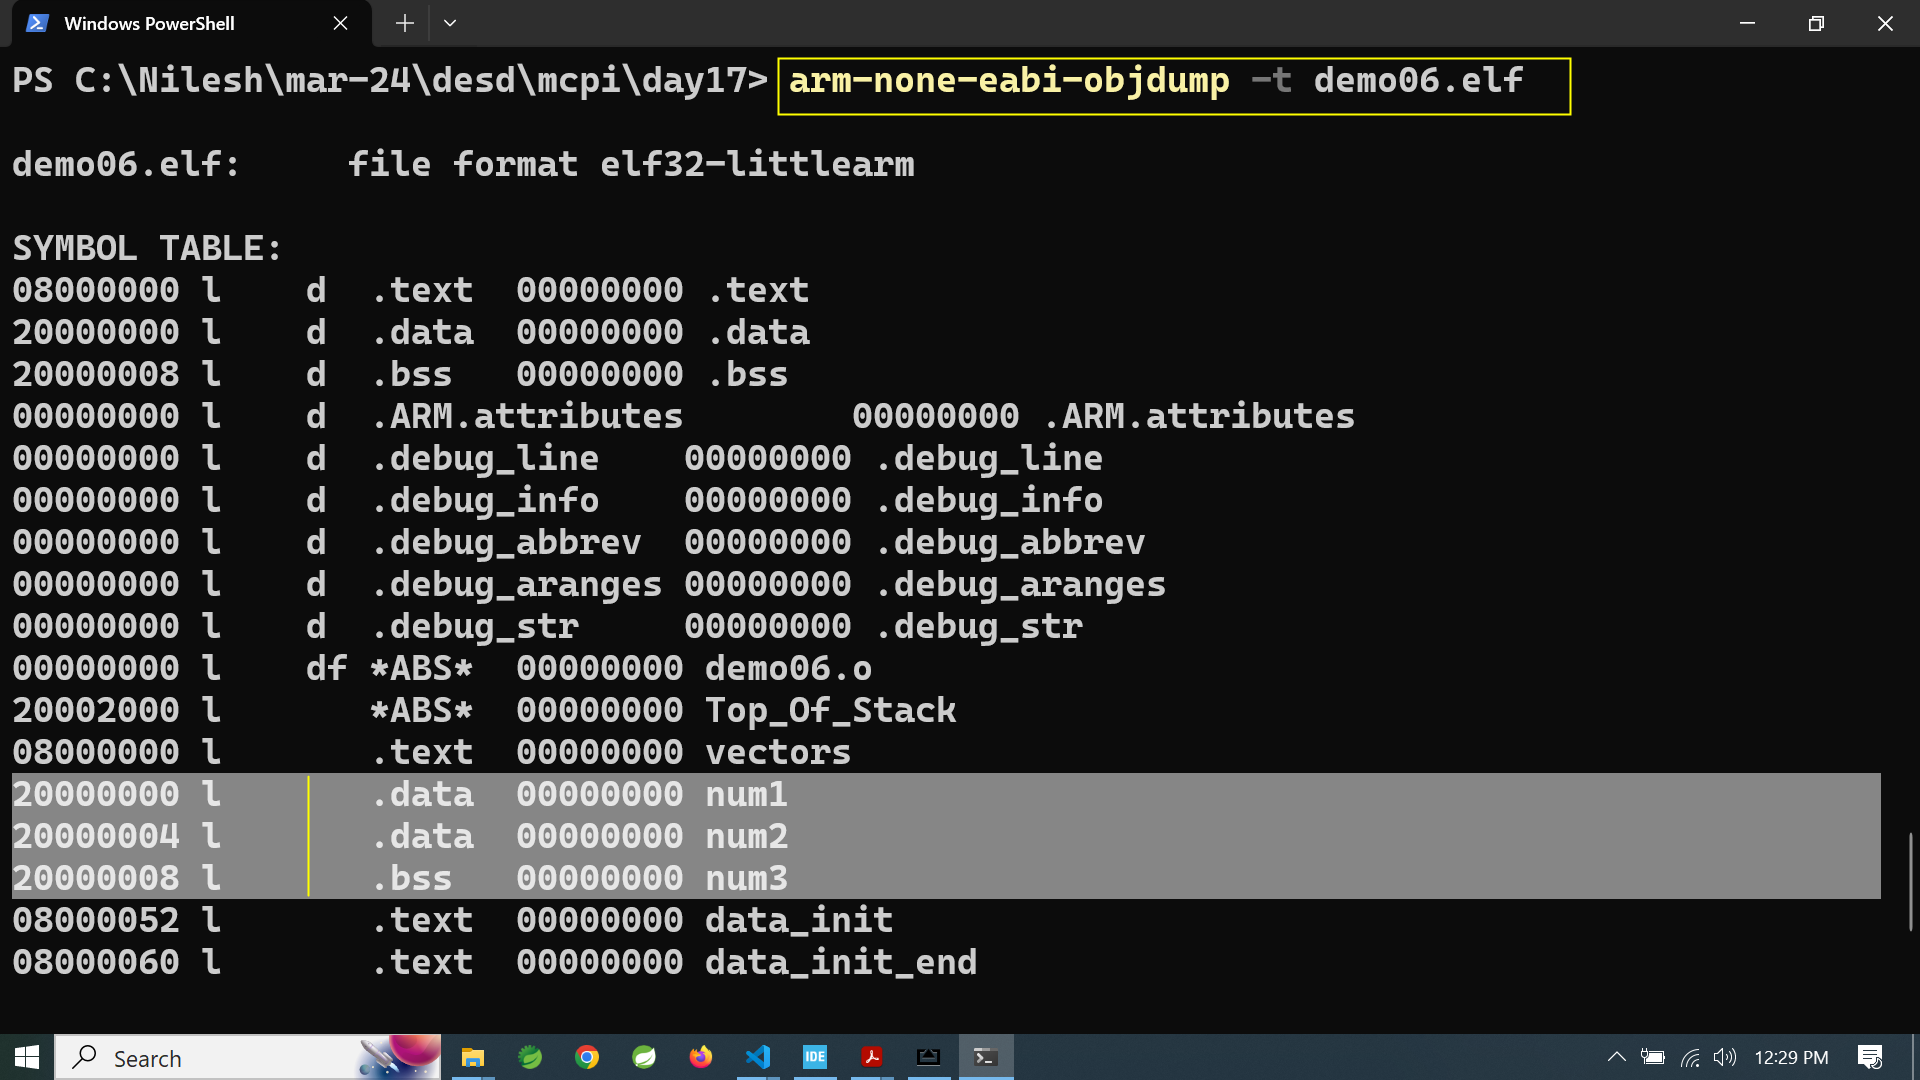 Windows PowerShell
PS C:\Nilesh\mar-24\desd\mcpi\day17> arm-none-eabi-objdump -t demo06.elf
demo06.elf:     file format elf32-littlearm
SYMBOL TABLE:
08000000 l    d  .text  00000000 .text
20000000 l    d  .data  00000000 .data
20000008 l    d  .bss   00000000 .bss
00000000 l    d  .ARM.attributes        00000000 .ARM.attributes
00000000 l    d  .debug_line    00000000 .debug_line
00000000 l    d  .debug_info    00000000 .debug_info
00000000 l    d  .debug_abbrev  00000000 .debug_abbrev
00000000 l    d  .debug_aranges 00000000 .debug_aranges
00000000 l    d  .debug_str     00000000 .debug_str
00000000 l    df *ABS*  00000000 demo06.o
20002000 l       *ABS*  00000000 Top_Of_Stack
08000000 l       .text  00000000 vectors
20000000 l       .data  00000000 num1
20000004 l       .data  00000000 num2
20000008 l       .bss   00000000 num3
08000052 l       .text  00000000 data_init
08000060 l       .text  00000000 data_init_end
Search
IDE
12:29 PM